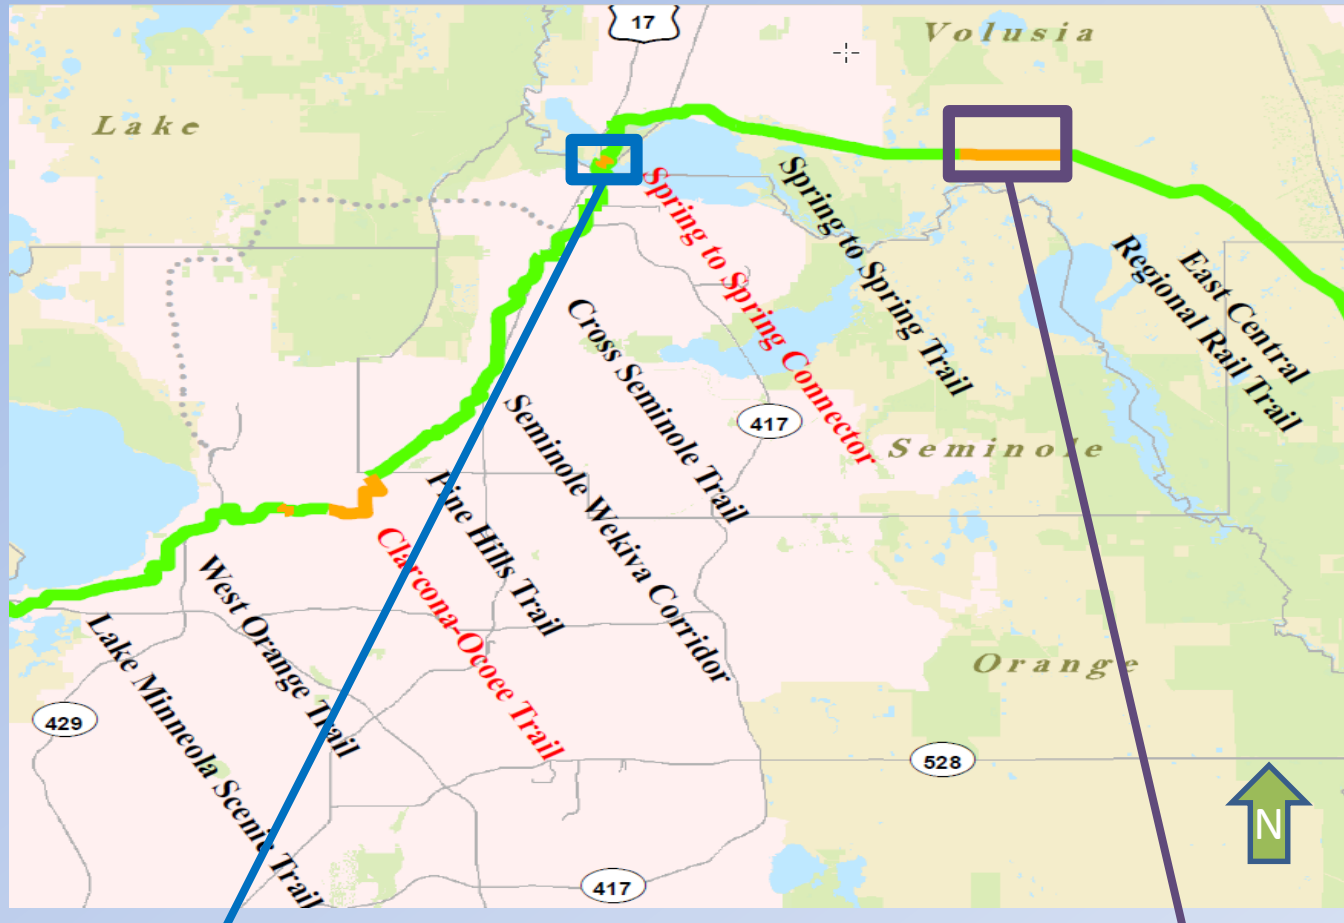 17
Volusia
Lake
Spring to Spring Connector
Spring to Spring Trail
East Central
Regional Rail Trail
Cross Seminole Trail
Seminole Wekiva Corridor
417
Seminole
Pine Hills Trail
Clarcona-Ocoee Trail
West Orange Trail
Lake Minneola Scenic Trail
Orange
429
528
N
417